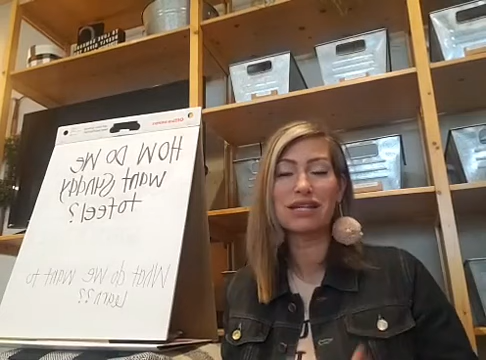 HOW DO WE
want Sunday
to feel?
What do we want to
Learn??